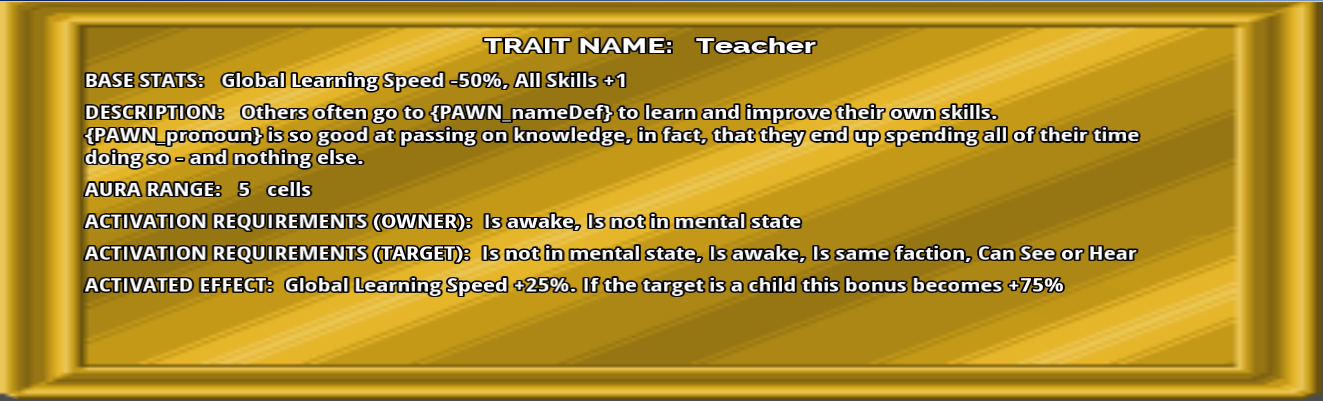 TRAIT NAME: Teacher
BASE STATS: Global Learning Speed -50%, All Skills +1
DESCRIPTION: Others often go to {PAWN_nameDef} to learn and improve their own skills.
{PAWN_pronoun} is so good at passing on knowledge, in fact, that they end up spending all of their time
doing so - and nothing else.
AURA RANGE: 5 cells
ACTIVATION REQUIREMENTS (OWNER): Is awake, Is not in mental state
ACTIVATION REQUIREMENTS (TARGET): Is not in mental state, Is awake, Is same faction, Can See or Hear
ACTIVATED EFFECT: Global Learning Speed +25%. If the target is a child this bonus becomes +75%